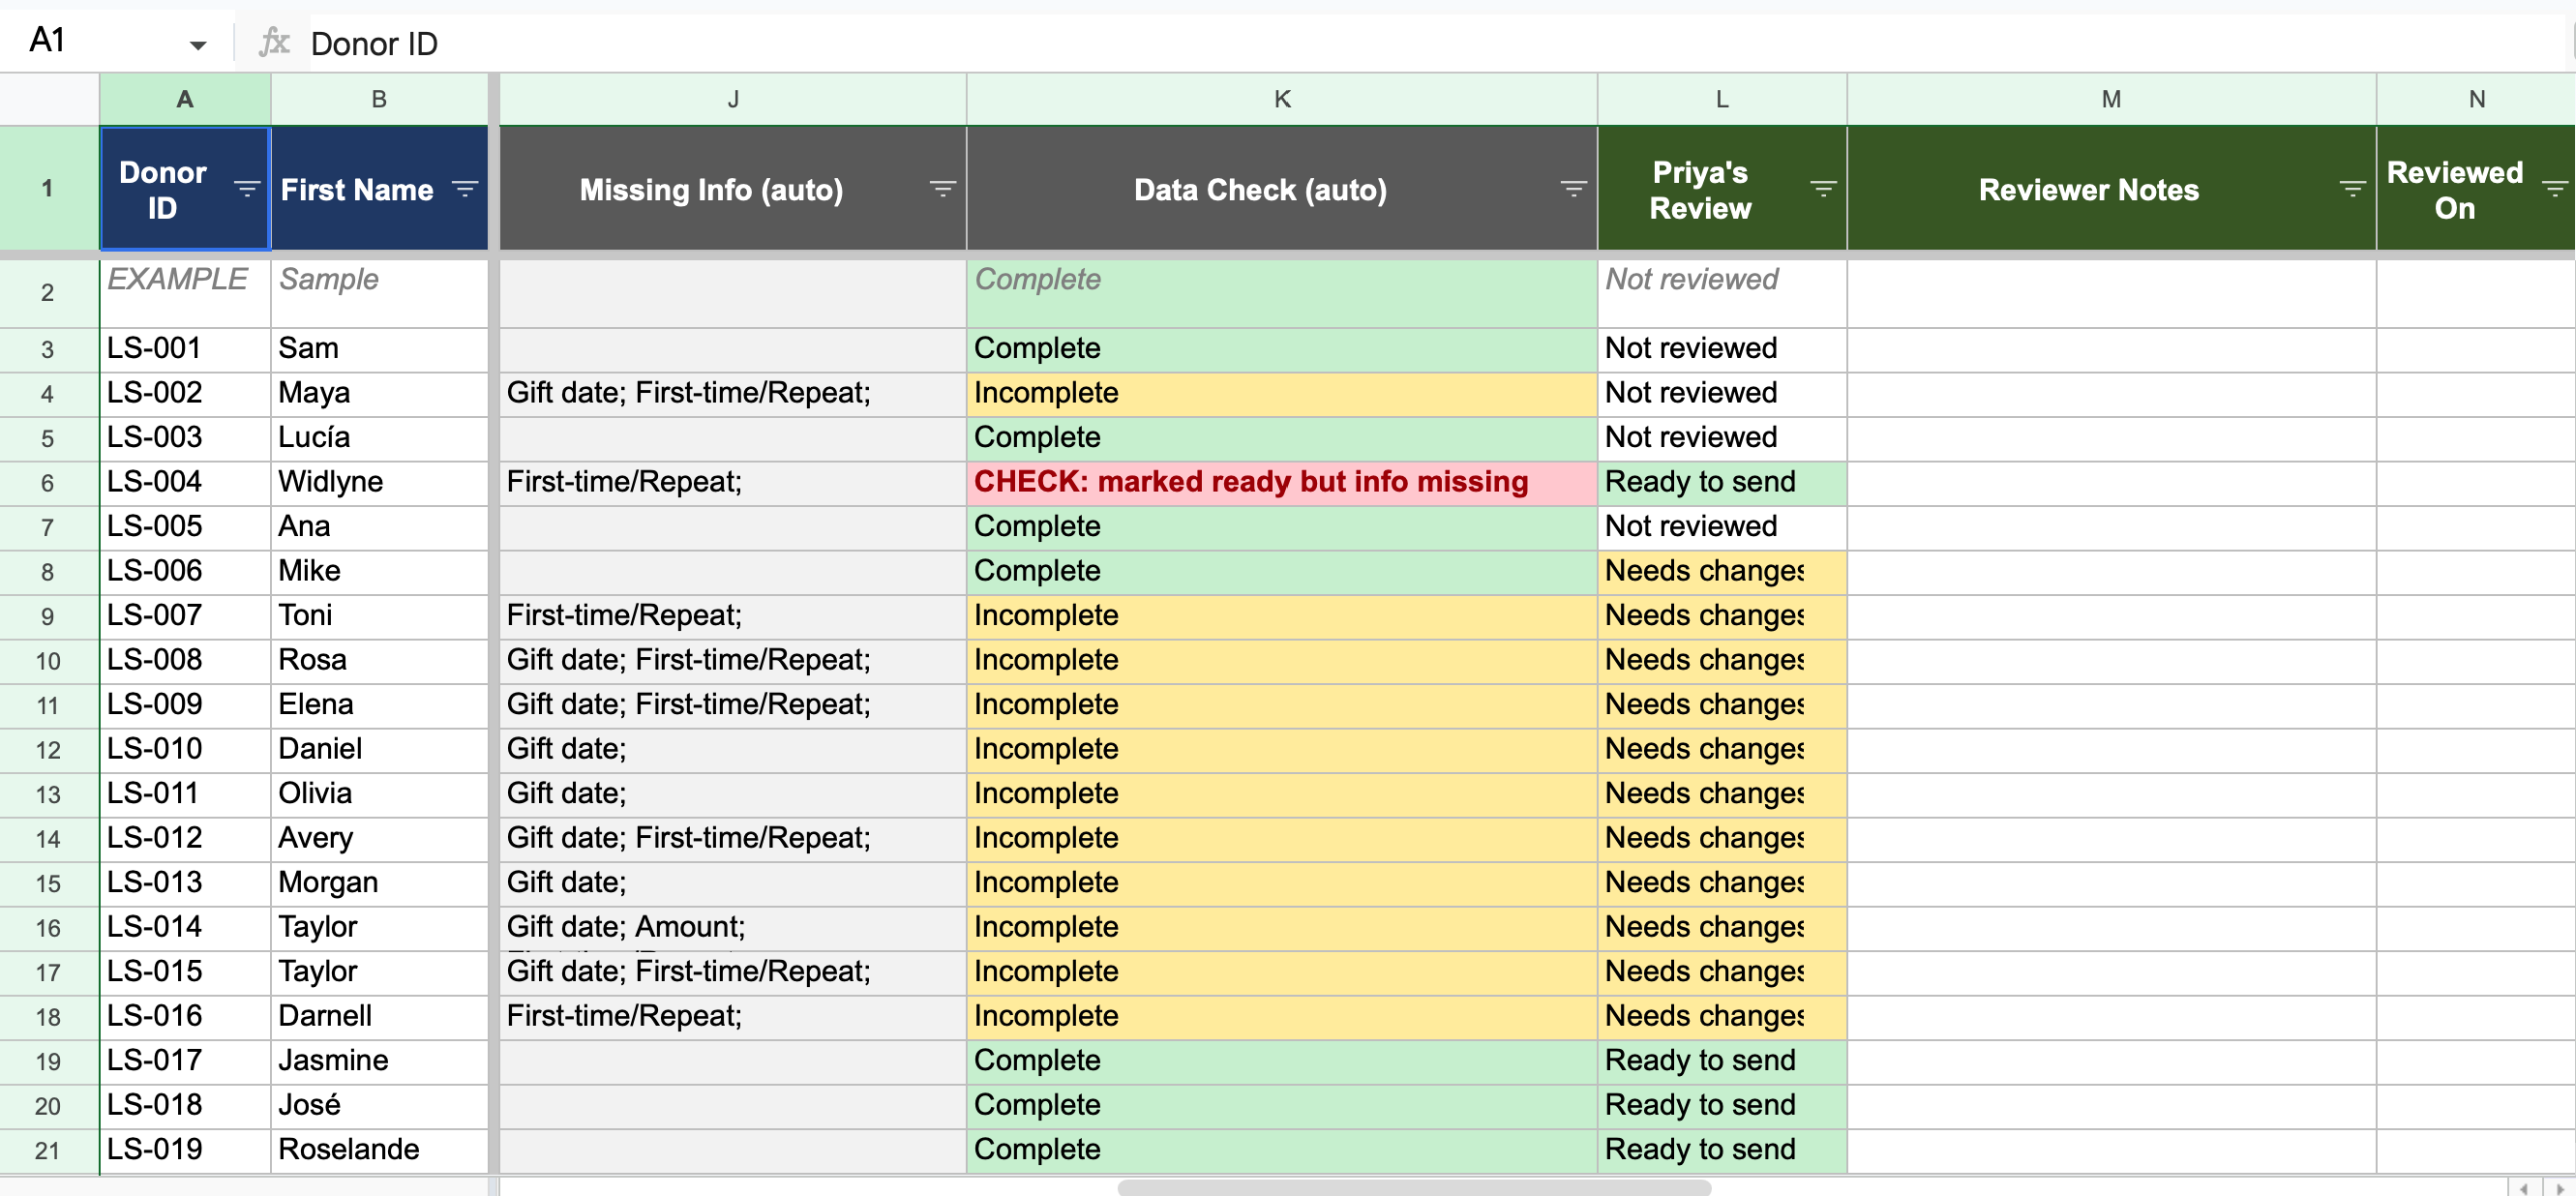 A1 fx Donor ID
A B J K L M N
1 Donor ID First Name Missing Info (auto) Data Check (auto) Priya's Review Reviewer Notes Reviewed On
2 EXAMPLE Sample Complete Not reviewed
3 LS-001 Sam Complete Not reviewed
4 LS-002 Maya Gift date; First-time/Repeat; Incomplete Not reviewed
5 LS-003 Lucía Complete Not reviewed
6 LS-004 Widlyne First-time/Repeat; CHECK: marked ready but info missing Ready to send
7 LS-005 Ana Complete Not reviewed
8 LS-006 Mike Complete Needs changes
9 LS-007 Toni First-time/Repeat; Incomplete Needs changes
10 LS-008 Rosa Gift date; First-time/Repeat; Incomplete Needs changes
11 LS-009 Elena Gift date; First-time/Repeat; Incomplete Needs changes
12 LS-010 Daniel Gift date; Incomplete Needs changes
13 LS-011 Olivia Gift date; Incomplete Needs changes
14 LS-012 Avery Gift date; First-time/Repeat; Incomplete Needs changes
15 LS-013 Morgan Gift date; Incomplete Needs changes
16 LS-014 Taylor Gift date; Amount; Incomplete Needs changes
17 LS-015 Taylor Gift date; First-time/Repeat; Incomplete Needs changes
18 LS-016 Darnell First-time/Repeat; Incomplete Needs changes
19 LS-017 Jasmine Complete Ready to send
20 LS-018 José Complete Ready to send
21 LS-019 Roselande Complete Ready to send